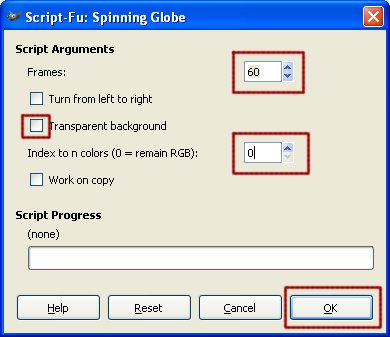 Script-Fu: Spinning Globe
Script Arguments
Frames: 60
Turn from left to right
Transparent background
Index to n colors (0 = remain RGB): 0
Work on copy
Script Progress
(none)
Help Reset Cancel OK